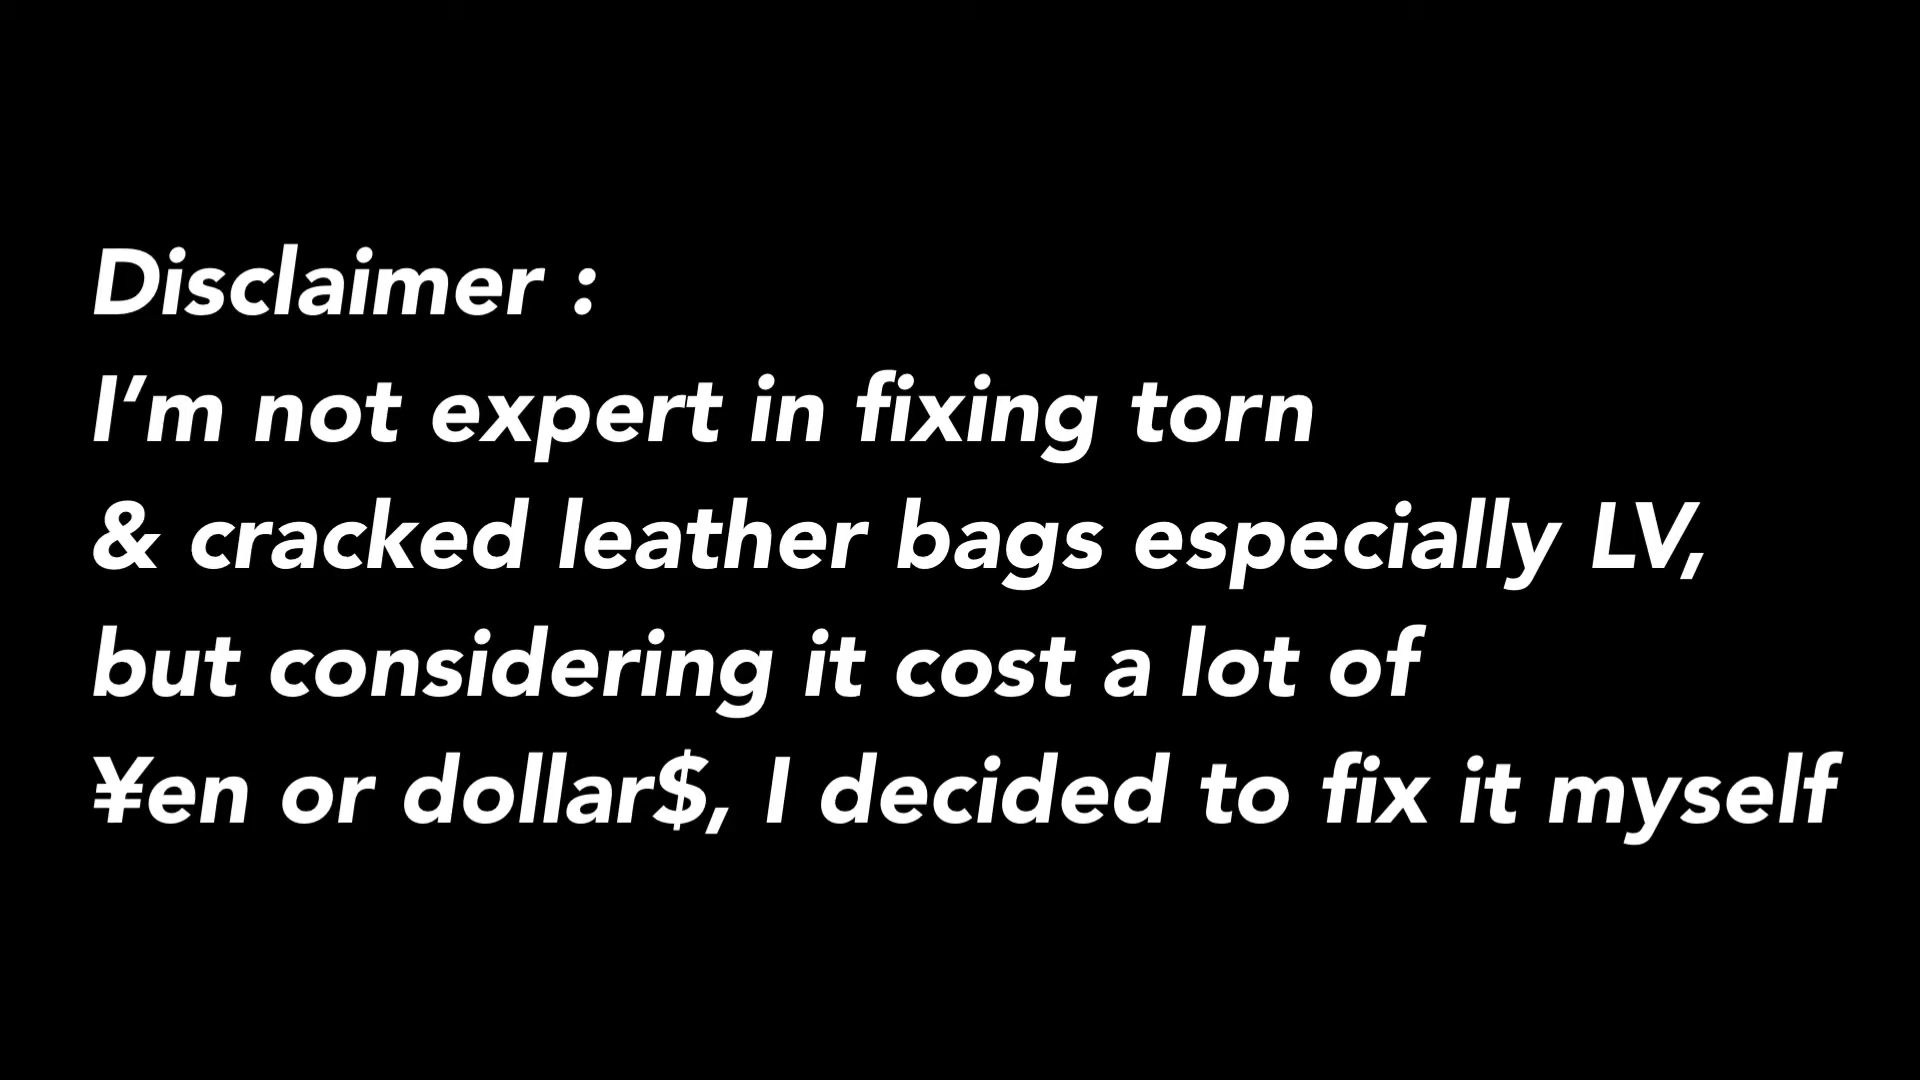 Disclaimer :
I’m not expert in fixing torn
& cracked leather bags especially LV,
but considering it cost a lot of
¥en or dollar$, I decided to fix it myself